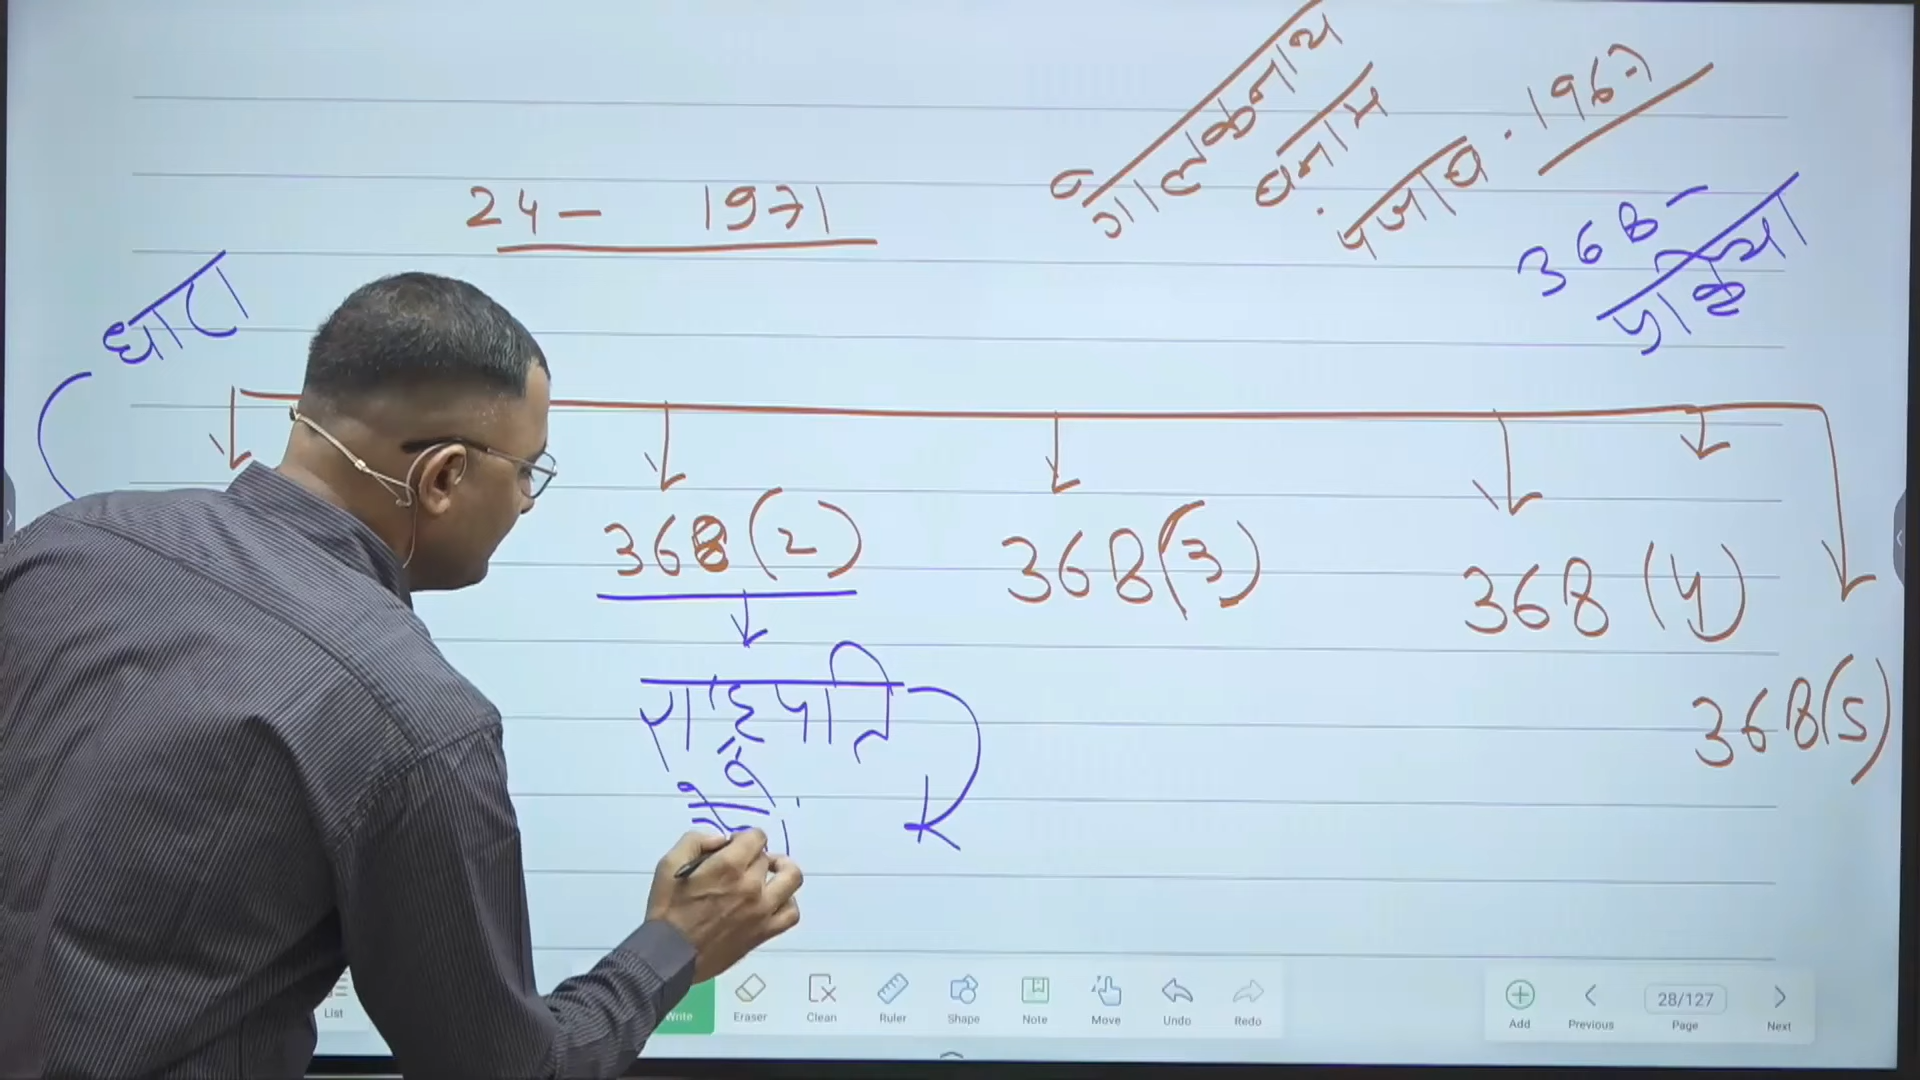 गोलकनाथ
बनाम
पंजाब . 1967
24 - 1971
368 -
प्रक्रिया
धारा
368 (2)
368 (3)
368 (4)
368 (5)
राष्ट्रपति
List
Write
Eraser
Clean
Ruler
Shape
Note
Move
Undo
Redo
Add
Previous
28/127
Page
Next